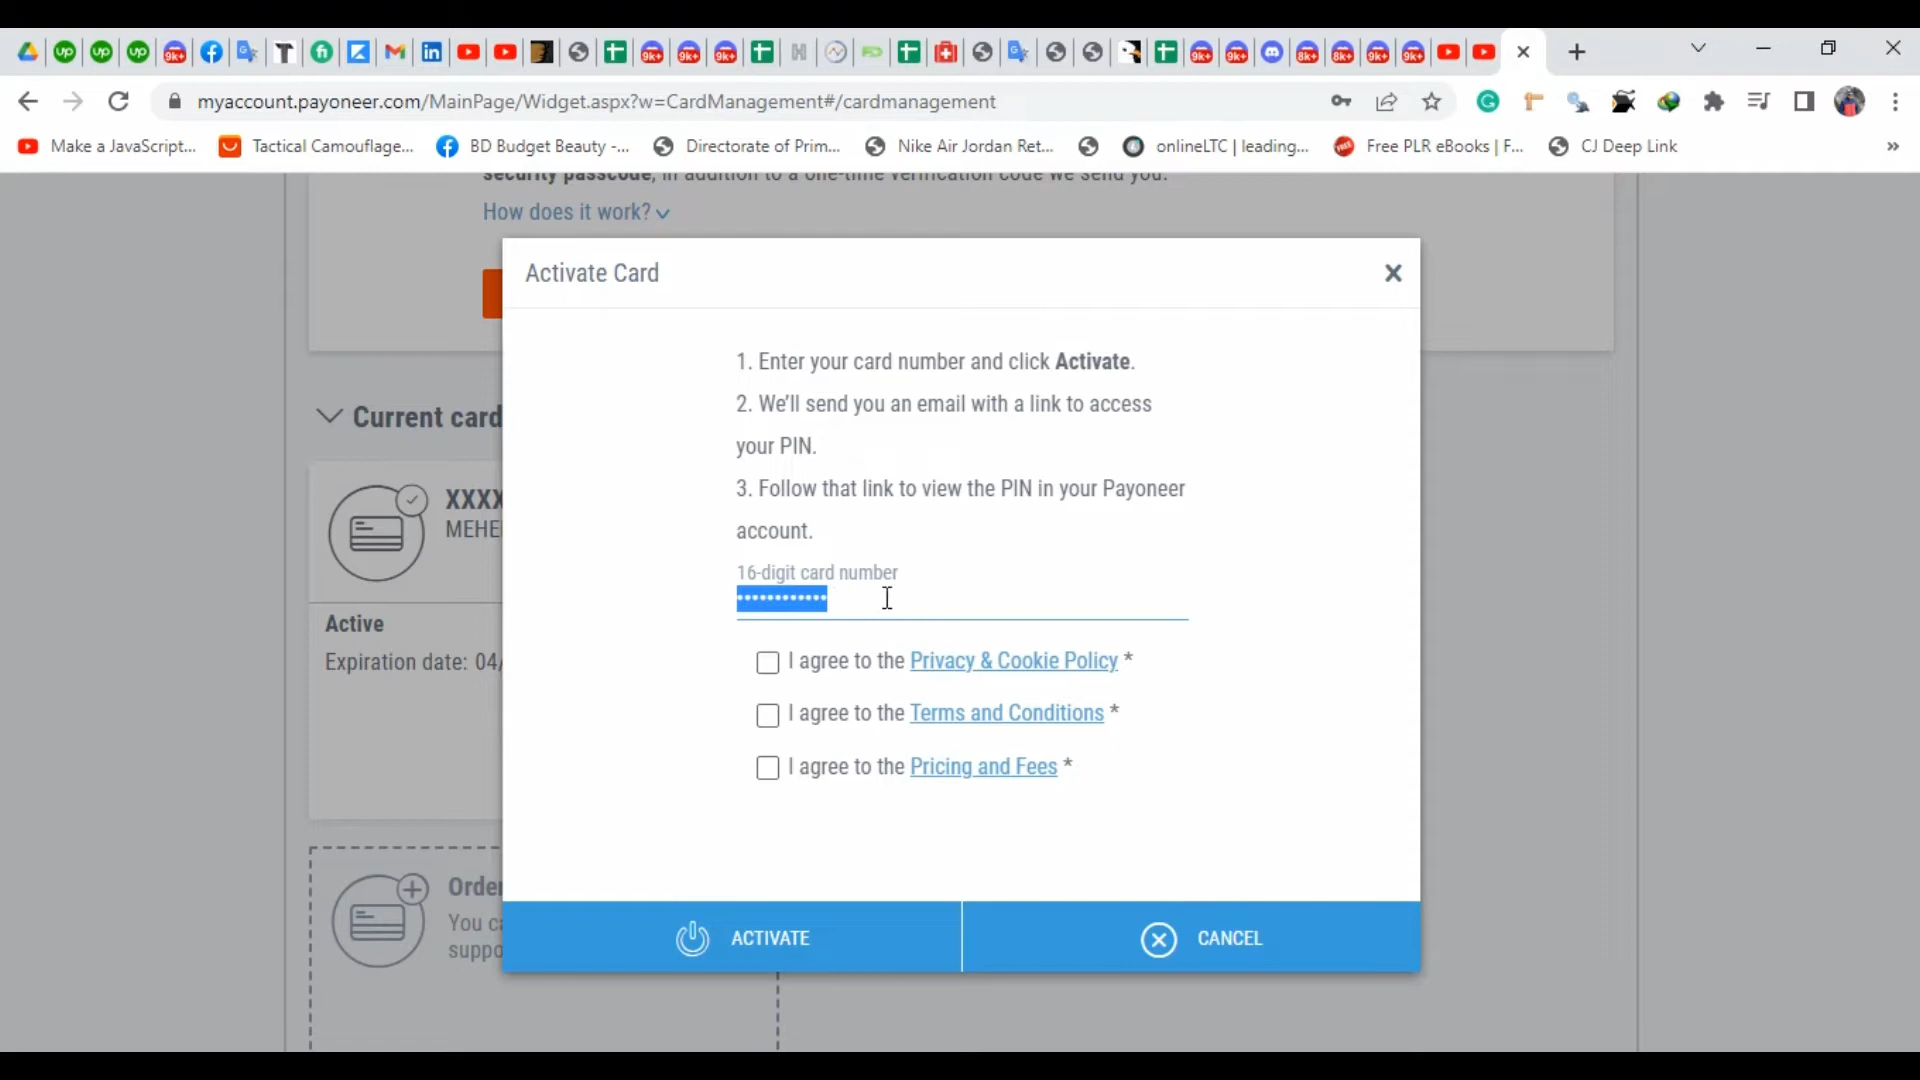 myaccount.payoneer.com/MainPage/Widget.aspx?w=CardManagement#/cardmanagement
Make a JavaScript... Tactical Camouflage... BD Budget Beauty -... Directorate of Prim... Nike Air Jordan Ret... onlineLTC | leading... Free PLR eBooks | F... CJ Deep Link »
security passcode, in addition to a one-time verification code we send you.
How does it work?
Activate Card
1. Enter your card number and click Activate.
2. We'll send you an email with a link to access
your PIN.
3. Follow that link to view the PIN in your Payoneer
account.
16-digit card number
••••••••••••
I agree to the Privacy & Cookie Policy *
I agree to the Terms and Conditions *
I agree to the Pricing and Fees *
ACTIVATE
CANCEL
Current card
XXXX
MEHE
Active
Expiration date: 04/
Order
You ca
suppo